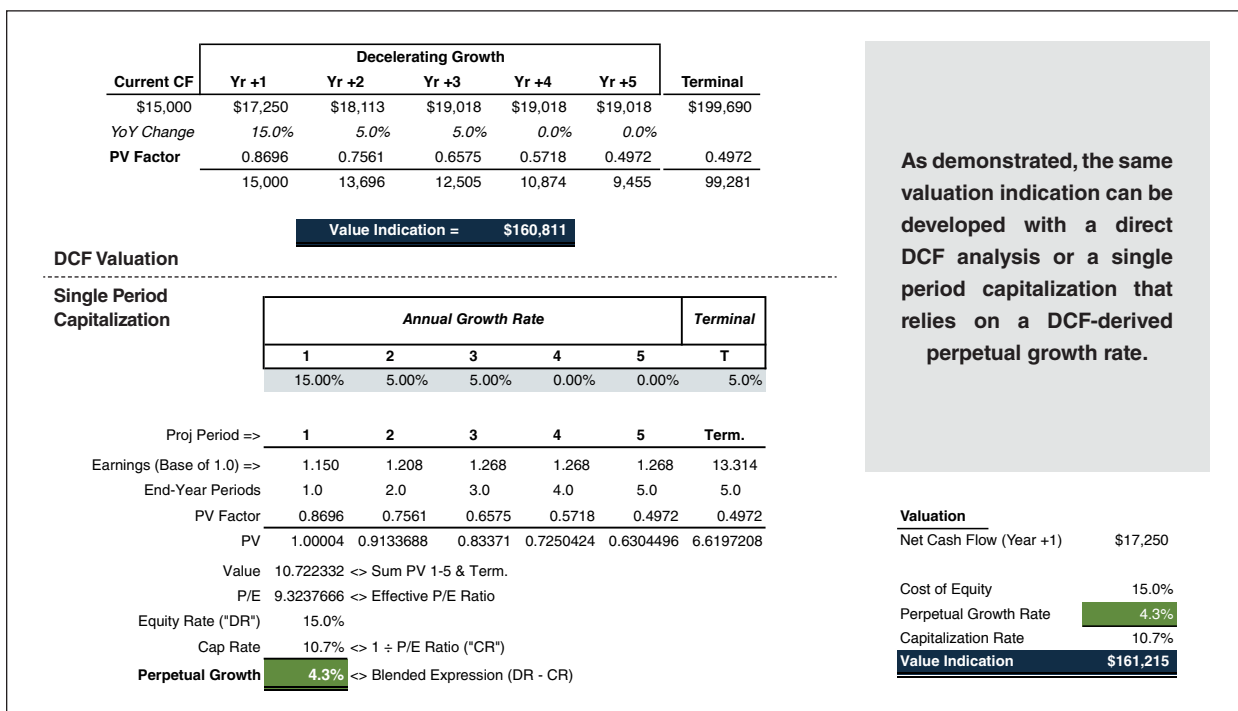 Decelerating Growth
Current CF Yr +1 Yr +2 Yr +3 Yr +4 Yr +5 Terminal
$15,000 $17,250 $18,113 $19,018 $19,018 $19,018 $199,690
YoY Change 15.0% 5.0% 5.0% 0.0% 0.0%
PV Factor 0.8696 0.7561 0.6575 0.5718 0.4972 0.4972
15,000 13,696 12,505 10,874 9,455 99,281
Value Indication = $160,811
DCF Valuation
Single Period
Capitalization
Annual Growth Rate Terminal
1 2 3 4 5 T
15.00% 5.00% 5.00% 0.00% 0.00% 5.0%
Proj Period => 1 2 3 4 5 Term.
Earnings (Base of 1.0) => 1.150 1.208 1.268 1.268 1.268 13.314
End-Year Periods 1.0 2.0 3.0 4.0 5.0 5.0
PV Factor 0.8696 0.7561 0.6575 0.5718 0.4972 0.4972
PV 1.00004 0.9133688 0.83371 0.7250424 0.6304496 6.6197208
Value 10.722332 <> Sum PV 1-5 & Term.
P/E 9.3237666 <> Effective P/E Ratio
Equity Rate ("DR") 15.0%
Cap Rate 10.7% <> 1 ÷ P/E Ratio ("CR")
Perpetual Growth 4.3% <> Blended Expression (DR - CR)
As demonstrated, the same
valuation indication can be
developed with a direct
DCF analysis or a single
period capitalization that
relies on a DCF-derived
perpetual growth rate.
Valuation
Net Cash Flow (Year +1) $17,250
Cost of Equity 15.0%
Perpetual Growth Rate 4.3%
Capitalization Rate 10.7%
Value Indication $161,215